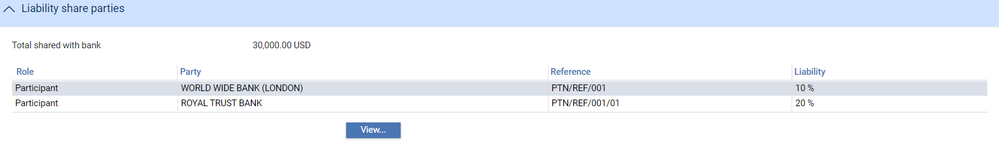 Liability share parties
Total shared with bank 30,000.00 USD
Role Party Reference Liability
Participant WORLD WIDE BANK (LONDON) PTN/REF/001 10 %
Participant ROYAL TRUST BANK PTN/REF/001/01 20 %
View...